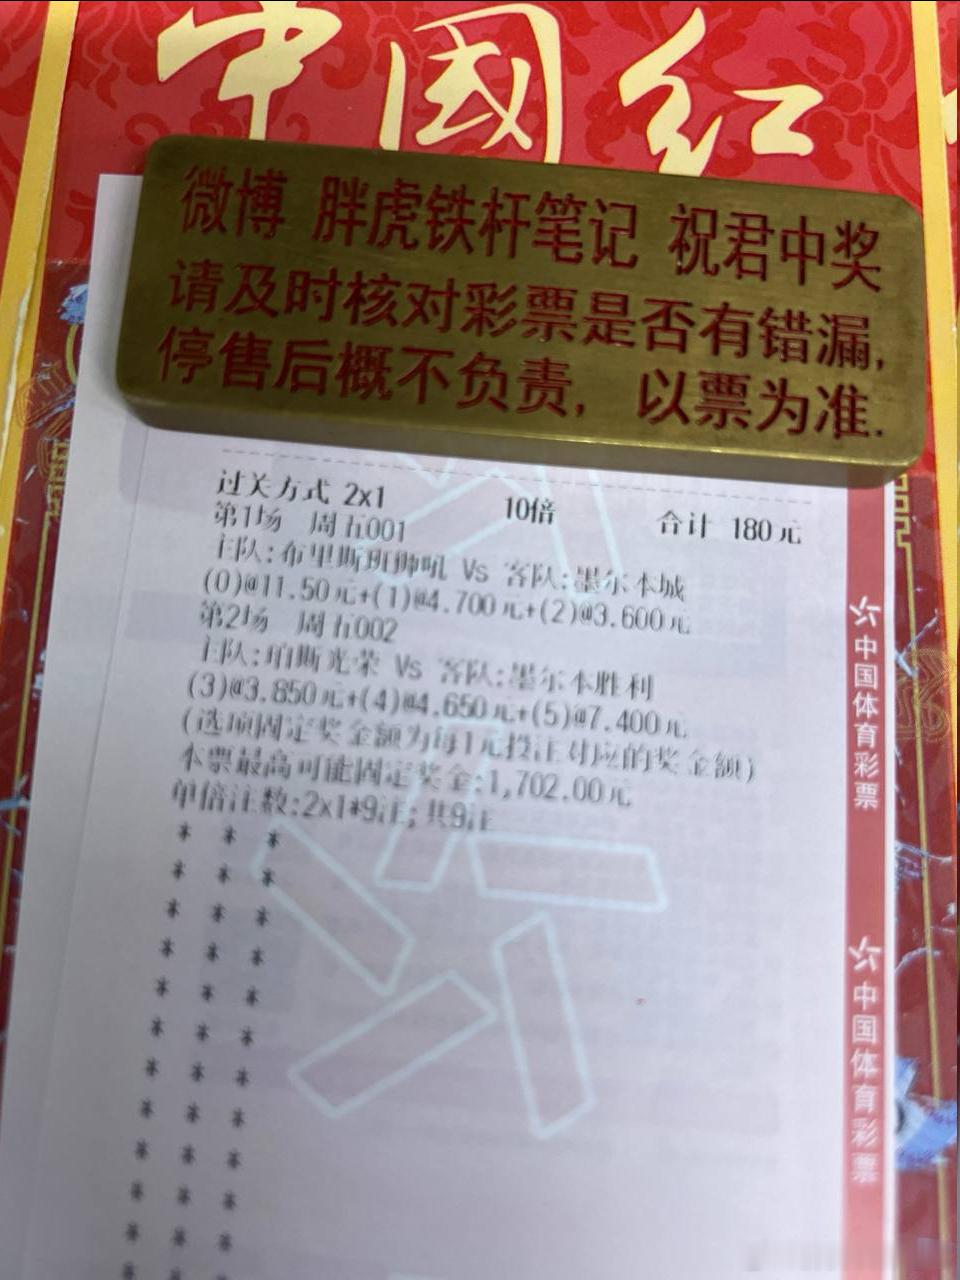 中國红
微博 胖虎铁杆笔记 祝君中奖
请及时核对彩票是否有错漏,
停售后概不负责, 以票为准.
过关方式 2x1 10倍 合计 180元
第1场 周五001
主队:布里斯班狮吼 Vs 客队:墨尔本城
(0)@11.50元+(1)@4.700元+(2)@3.600元
第2场 周五002
主队:珀斯光荣 Vs 客队:墨尔本胜利
(3)@3.850元+(4)@4.650元+(5)@7.400元
(选项固定奖金额为每1元投注对应的奖金额)
本票最高可能固定奖金:1,702.00元
单倍注数:2x1*9注; 共9注
* * *
* * *
* * *
* * *
* * *
* * *
* * *
* * *
* * *
* * *
* * *
* * *
中国体育彩票
中国体育彩票